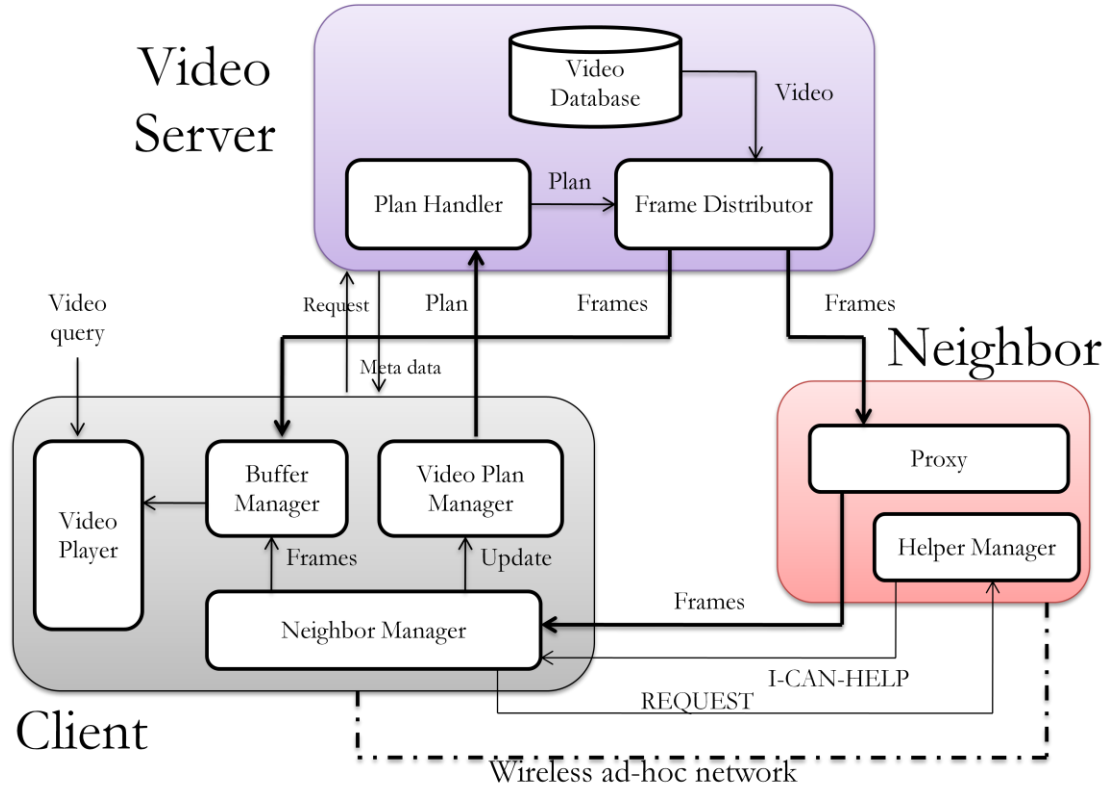 Video
Server
Video
Database
Video
Plan Handler
Plan
Frame Distributor
Video
query
Request
Meta data
Plan
Frames
Frames
Neighbor
Proxy
Helper Manager
Video
Player
Buffer
Manager
Video Plan
Manager
Frames
Update
Neighbor Manager
Frames
I-CAN-HELP
REQUEST
Client
Wireless ad-hoc network